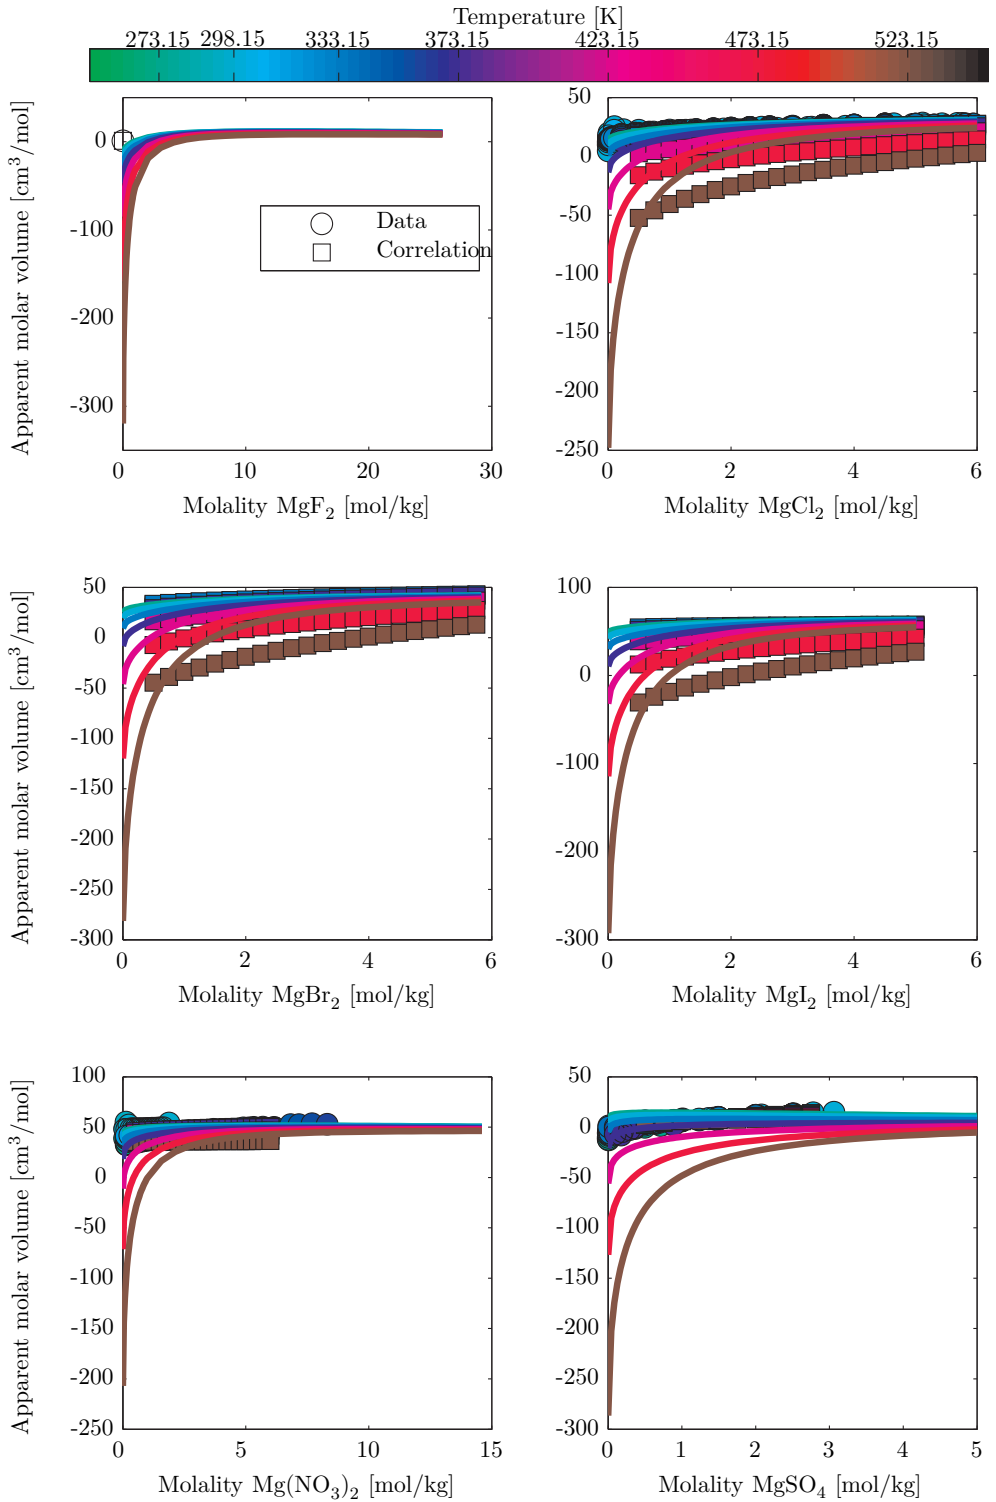 Temperature [K]
273.15 298.15 333.15 373.15 423.15 473.15 523.15
Apparent molar volume [cm³/mol]
0
-100
-200
-300
0 10 20 30
Molality MgF₂ [mol/kg]
Data
Correlation
50
0
-50
-100
-150
-200
-250
0 2 4 6
Molality MgCl₂ [mol/kg]
Apparent molar volume [cm³/mol]
50
0
-50
-100
-150
-200
-250
-300
0 2 4 6
Molality MgBr₂ [mol/kg]
100
0
-100
-200
-300
0 2 4 6
Molality MgI₂ [mol/kg]
Apparent molar volume [cm³/mol]
100
50
0
-50
-100
-150
-200
-250
0 5 10 15
Molality Mg(NO₃)₂ [mol/kg]
50
0
-50
-100
-150
-200
-250
-300
0 1 2 3 4 5
Molality MgSO₄ [mol/kg]